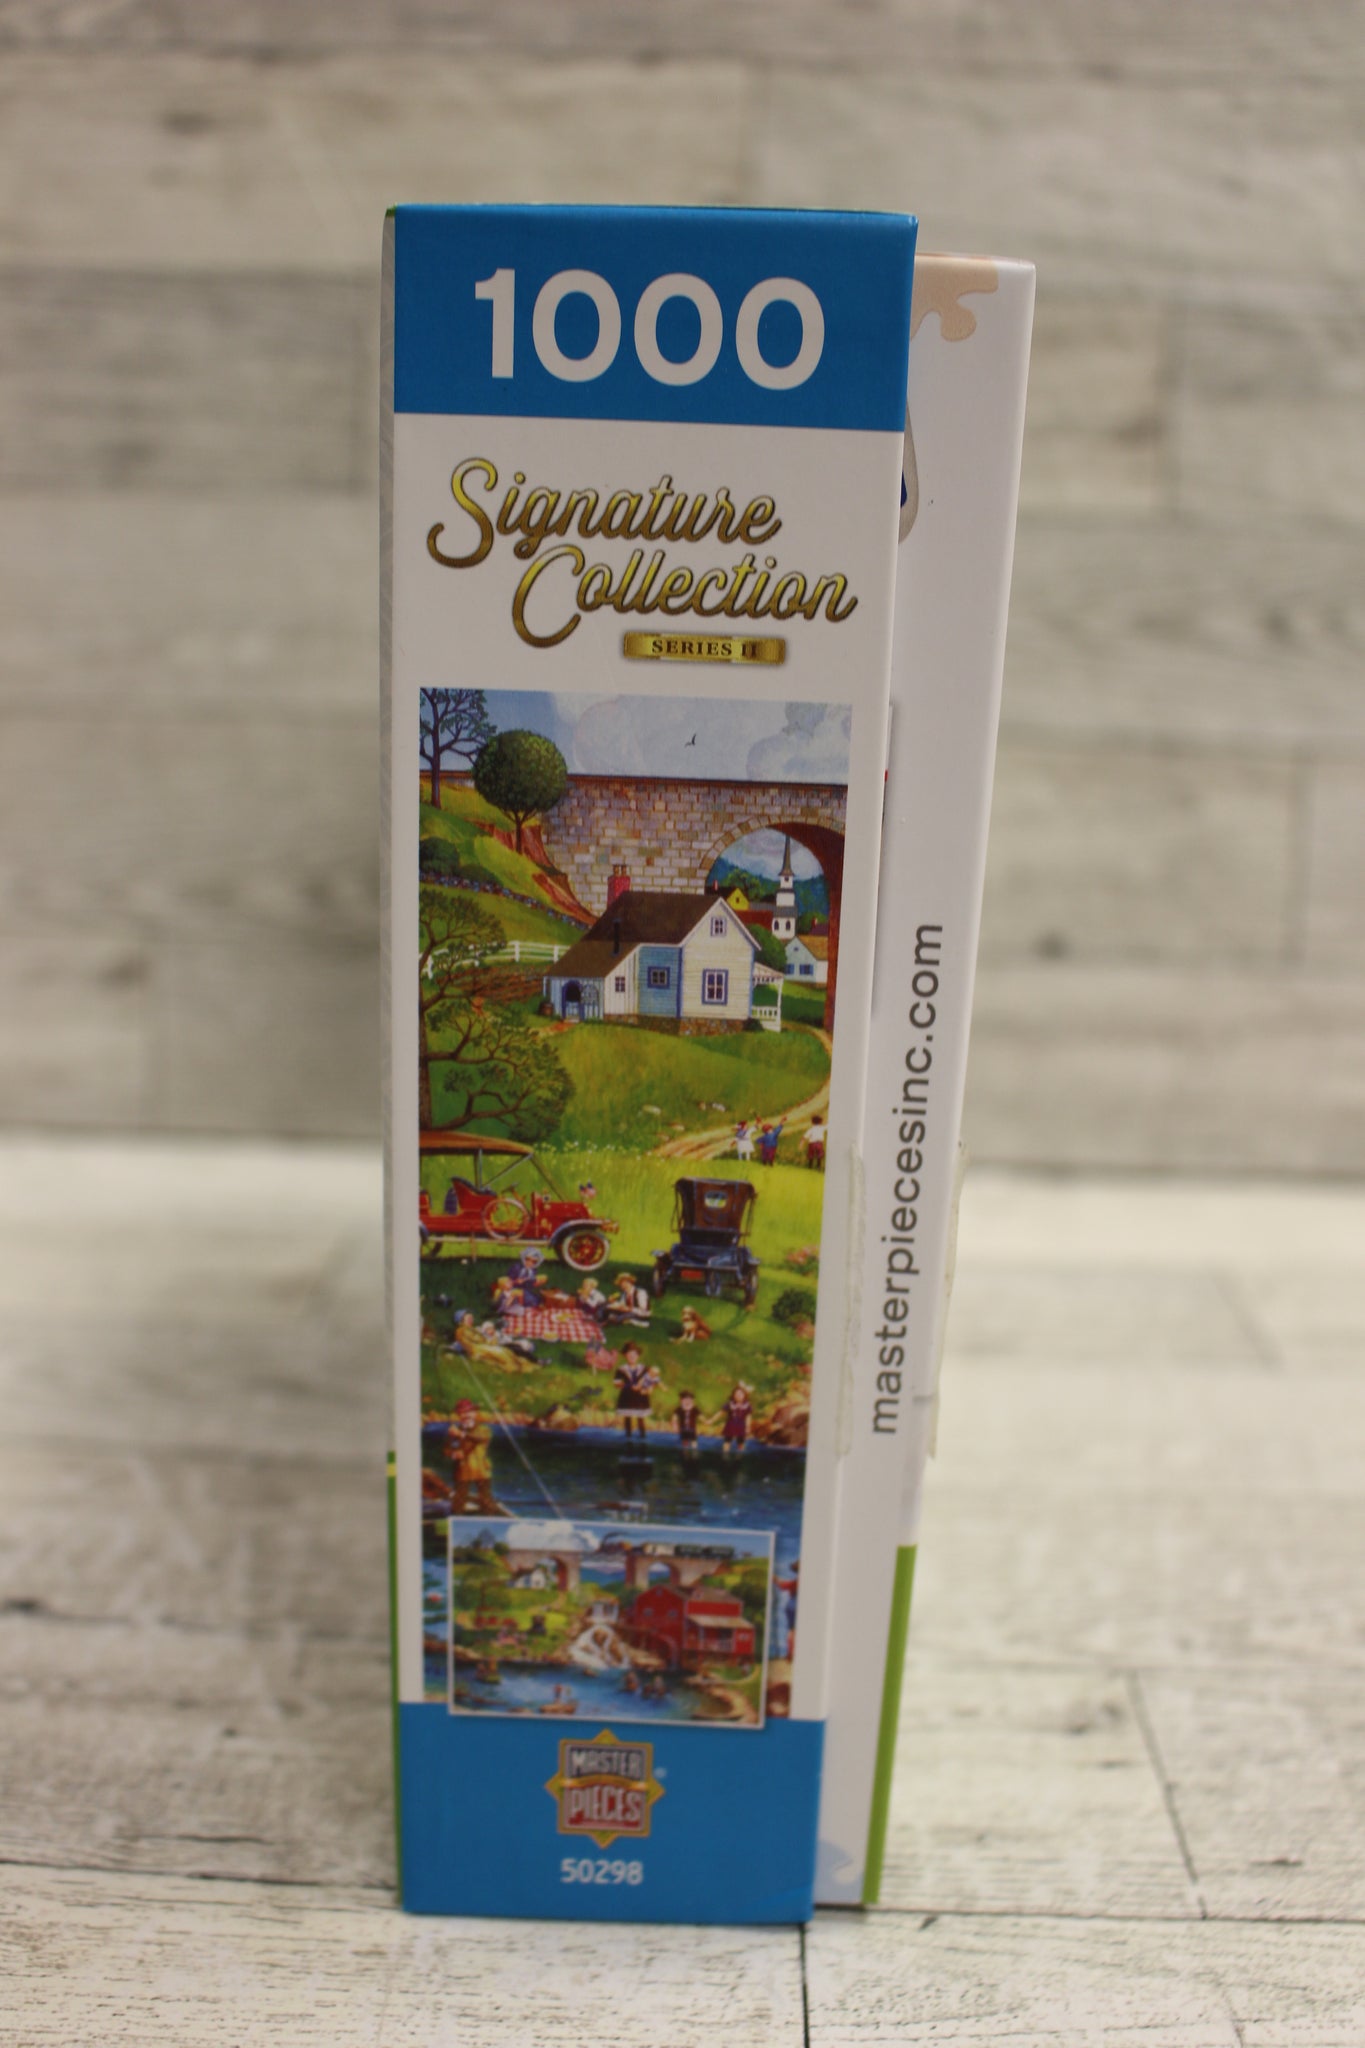 1000
Signature
Collection
SERIES II
masterpiecesinc.com
MASTER
PIECES
50298